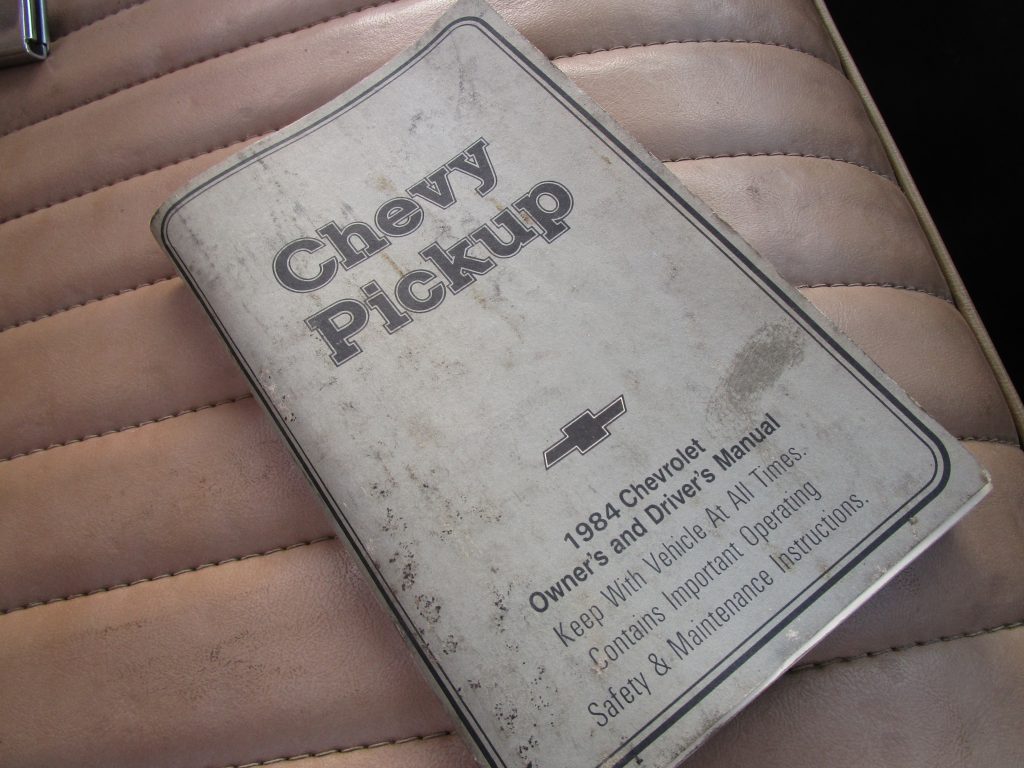 Chevy
Pickup
1984 Chevrolet
Owner's and Driver's Manual
Keep With Vehicle At All Times.
Contains Important Operating
Safety & Maintenance Instructions.